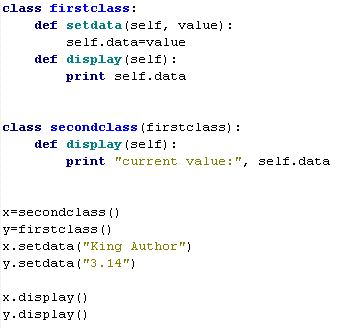 class firstclass:
    def setdata(self, value):
        self.data=value
    def display(self):
        print self.data
class secondclass(firstclass):
    def display(self):
        print "current value:", self.data
x=secondclass()
y=firstclass()
x.setdata("King Author")
y.setdata("3.14")
x.display()
y.display()